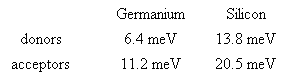 Germanium Silicon
donors 6.4 meV 13.8 meV
acceptors 11.2 meV 20.5 meV